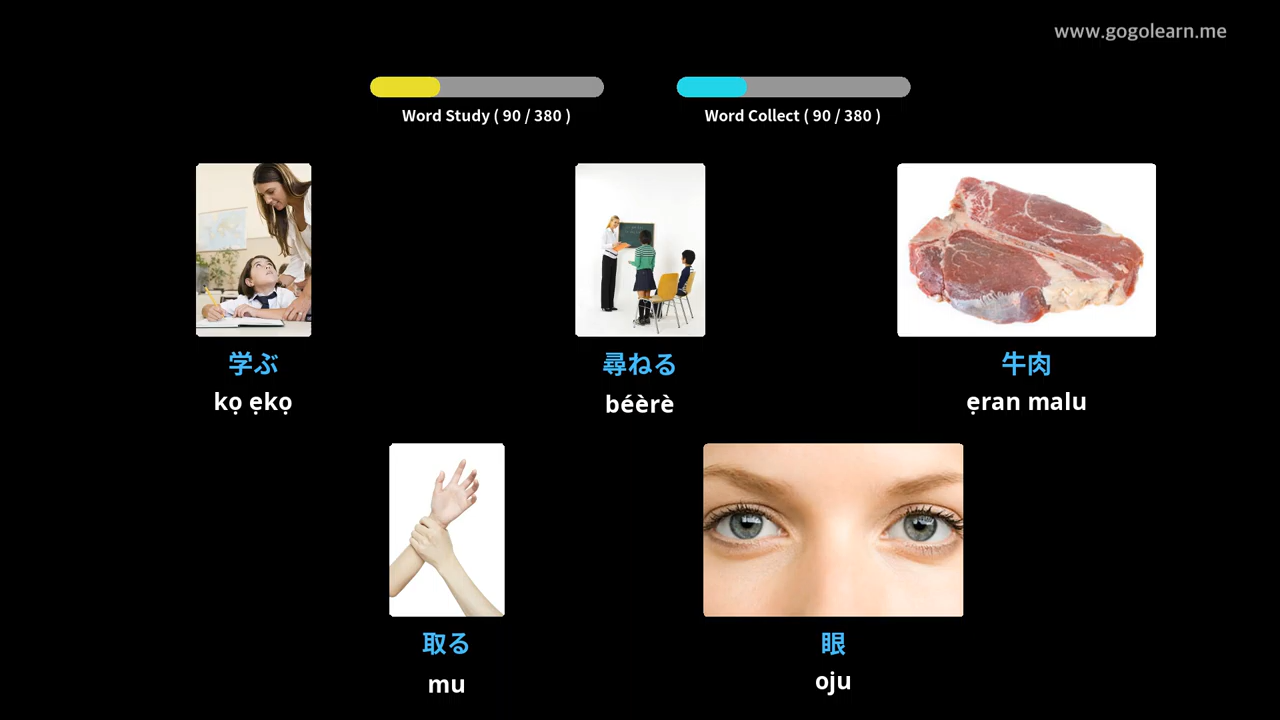 www.gogolearn.me
Word Study ( 90 / 380 )
Word Collect ( 90 / 380 )
学ぶ
kọ ẹkọ
尋ねる
béèrè
牛肉
ẹran malu
取る
mu
眼
oju